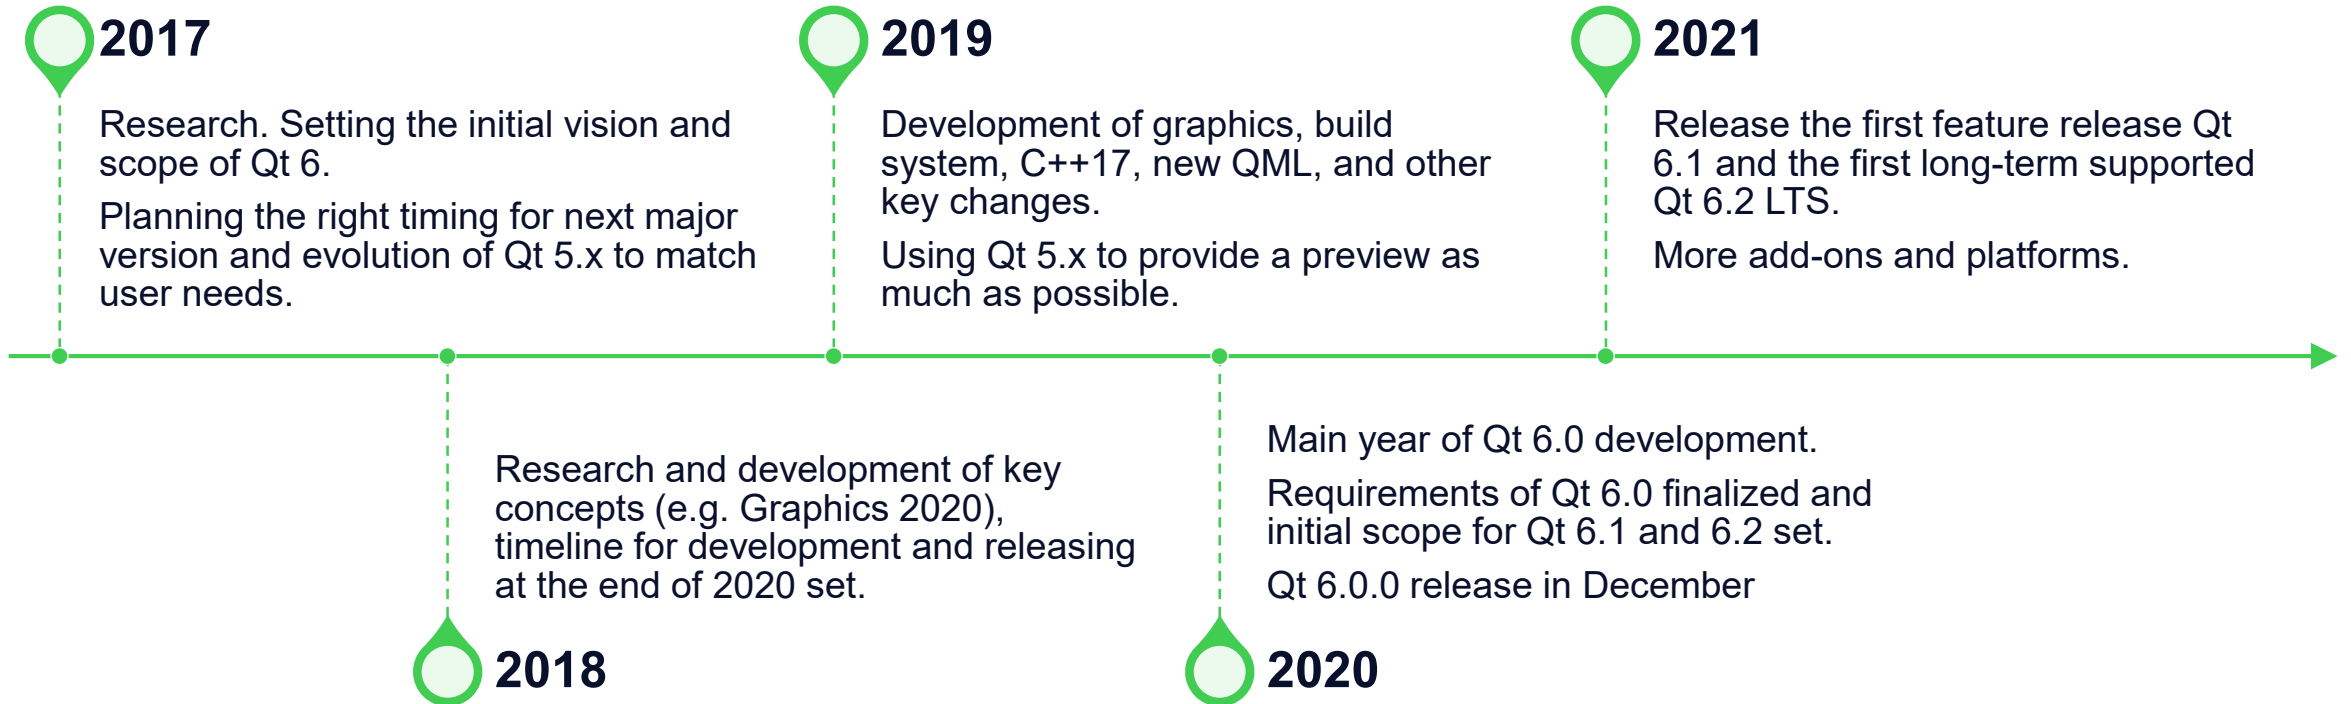 2017
Research. Setting the initial vision and
scope of Qt 6.
Planning the right timing for next major
version and evolution of Qt 5.x to match
user needs.
2019
Development of graphics, build
system, C++17, new QML, and other
key changes.
Using Qt 5.x to provide a preview as
much as possible.
2021
Release the first feature release Qt
6.1 and the first long-term supported
Qt 6.2 LTS.
More add-ons and platforms.
Research and development of key
concepts (e.g. Graphics 2020),
timeline for development and releasing
at the end of 2020 set.
2018
Main year of Qt 6.0 development.
Requirements of Qt 6.0 finalized and
initial scope for Qt 6.1 and 6.2 set.
Qt 6.0.0 release in December
2020